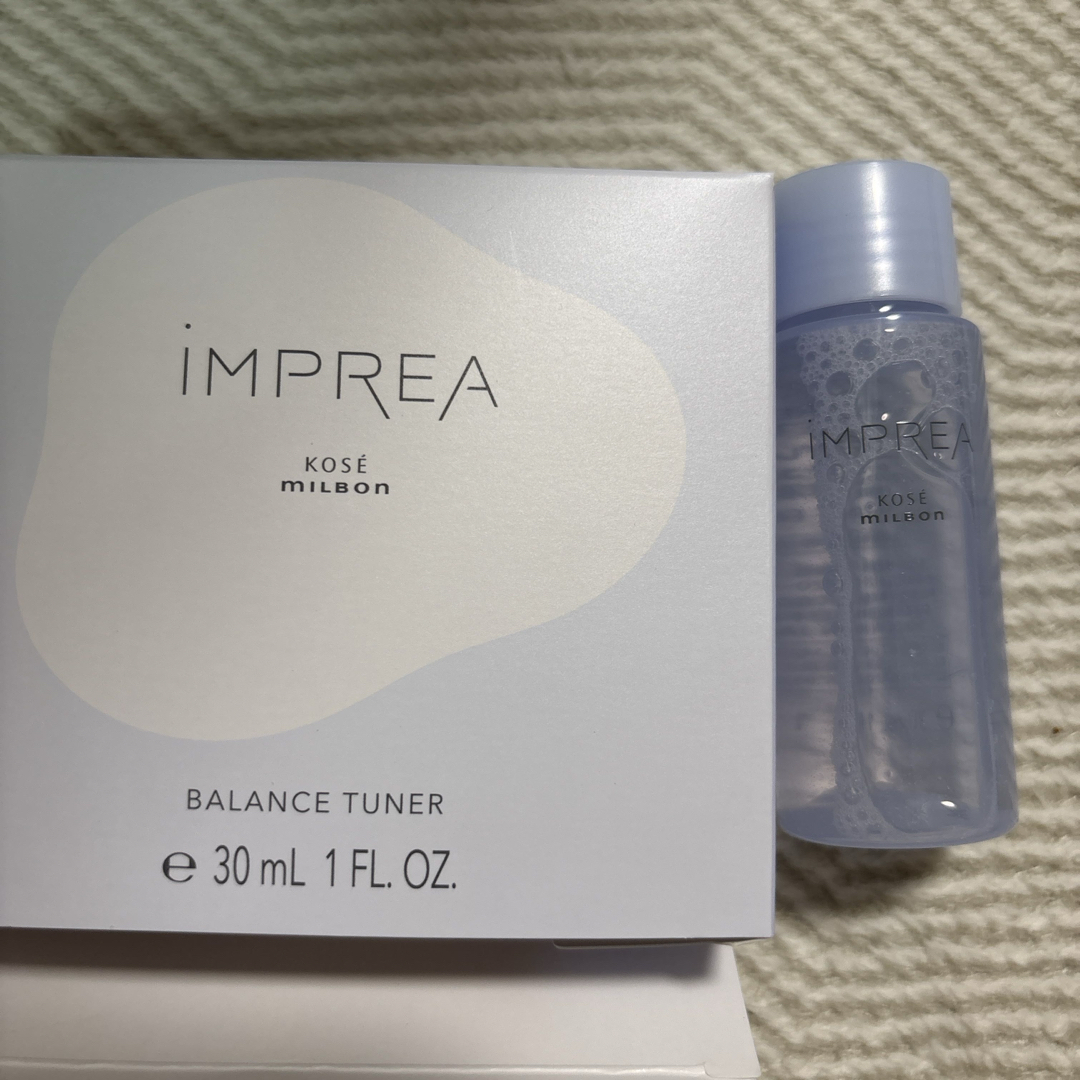 iMPREA
KOSÉ
mILBOn
BALANCE TUNER
e 30 mL 1 FL. OZ.
iMPREA
KOSÉ
mILBOn